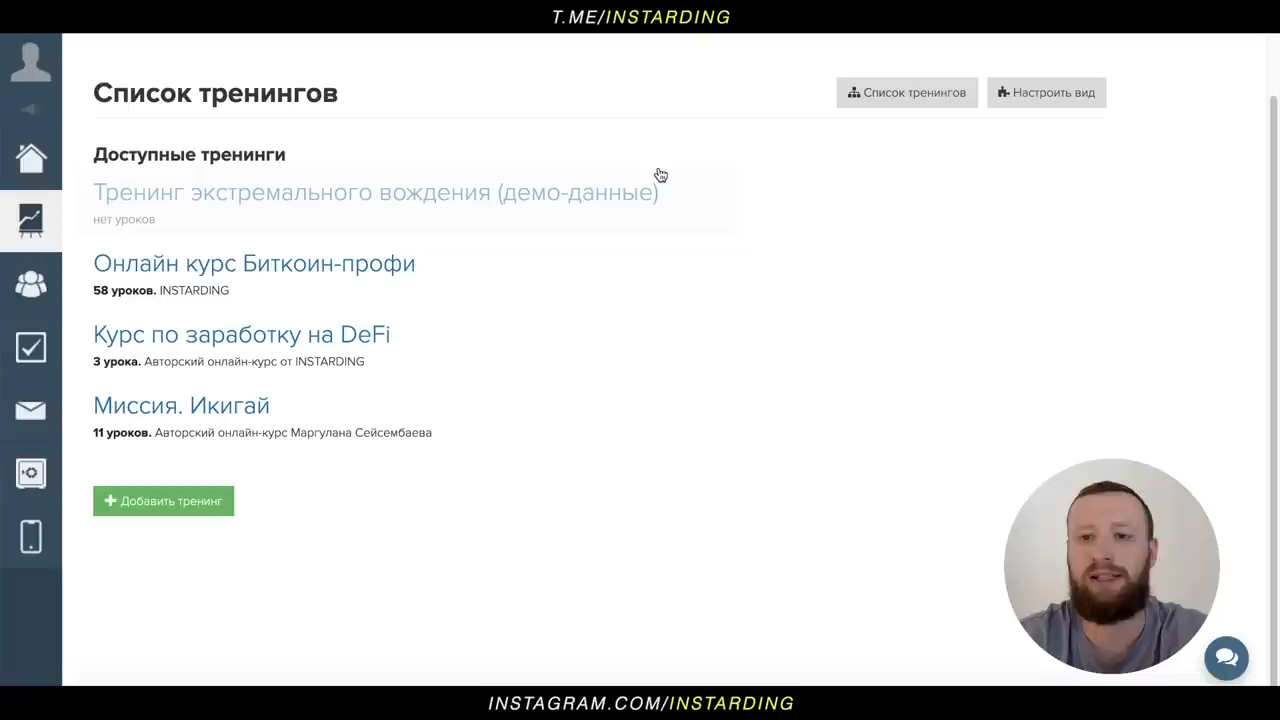 T.ME/INSTARDING
Список тренингов
Список тренингов
Настроить вид
Доступные тренинги
Тренинг экстремального вождения (демо-данные)
нет уроков
Онлайн курс Биткоин-профи
58 уроков. INSTARDING
Курс по заработку на DeFi
3 урока. Авторский онлайн-курс от INSTARDING
Миссия. Икигай
11 уроков. Авторский онлайн-курс Маргулана Сейсембаева
Добавить тренинг
INSTAGRAM.COM/INSTARDING